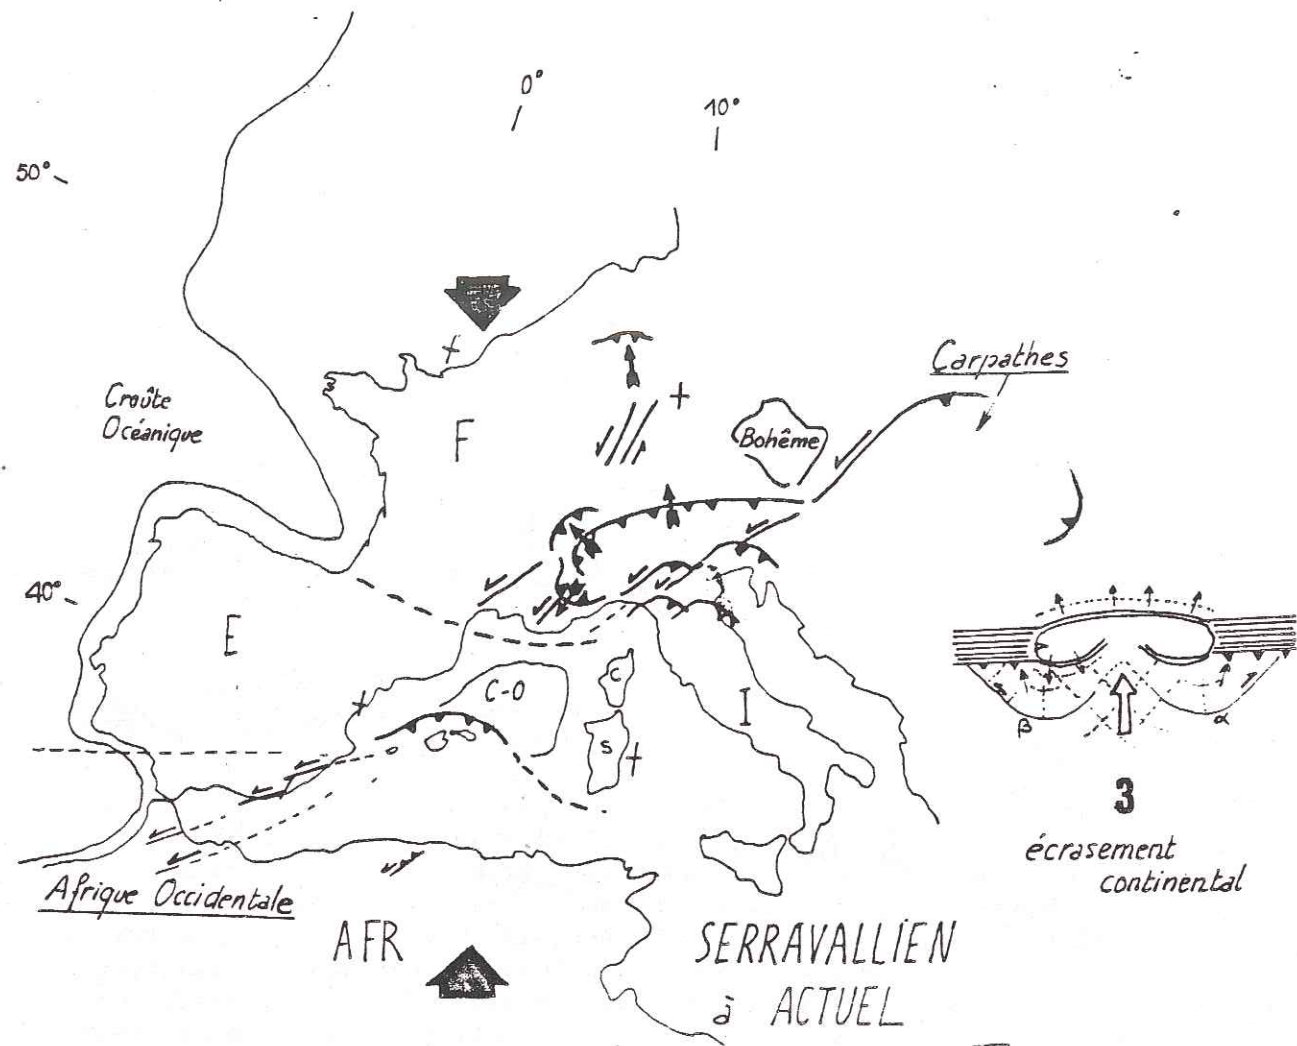 0°
10°
50°
Carpathes
Croûte
Océanique
F
Bohême
40°
E
C-O
C
I
S
β
α
3
écrasement
continental
Afrique Occidentale
AFR
SERRAVALLIEN
à ACTUEL